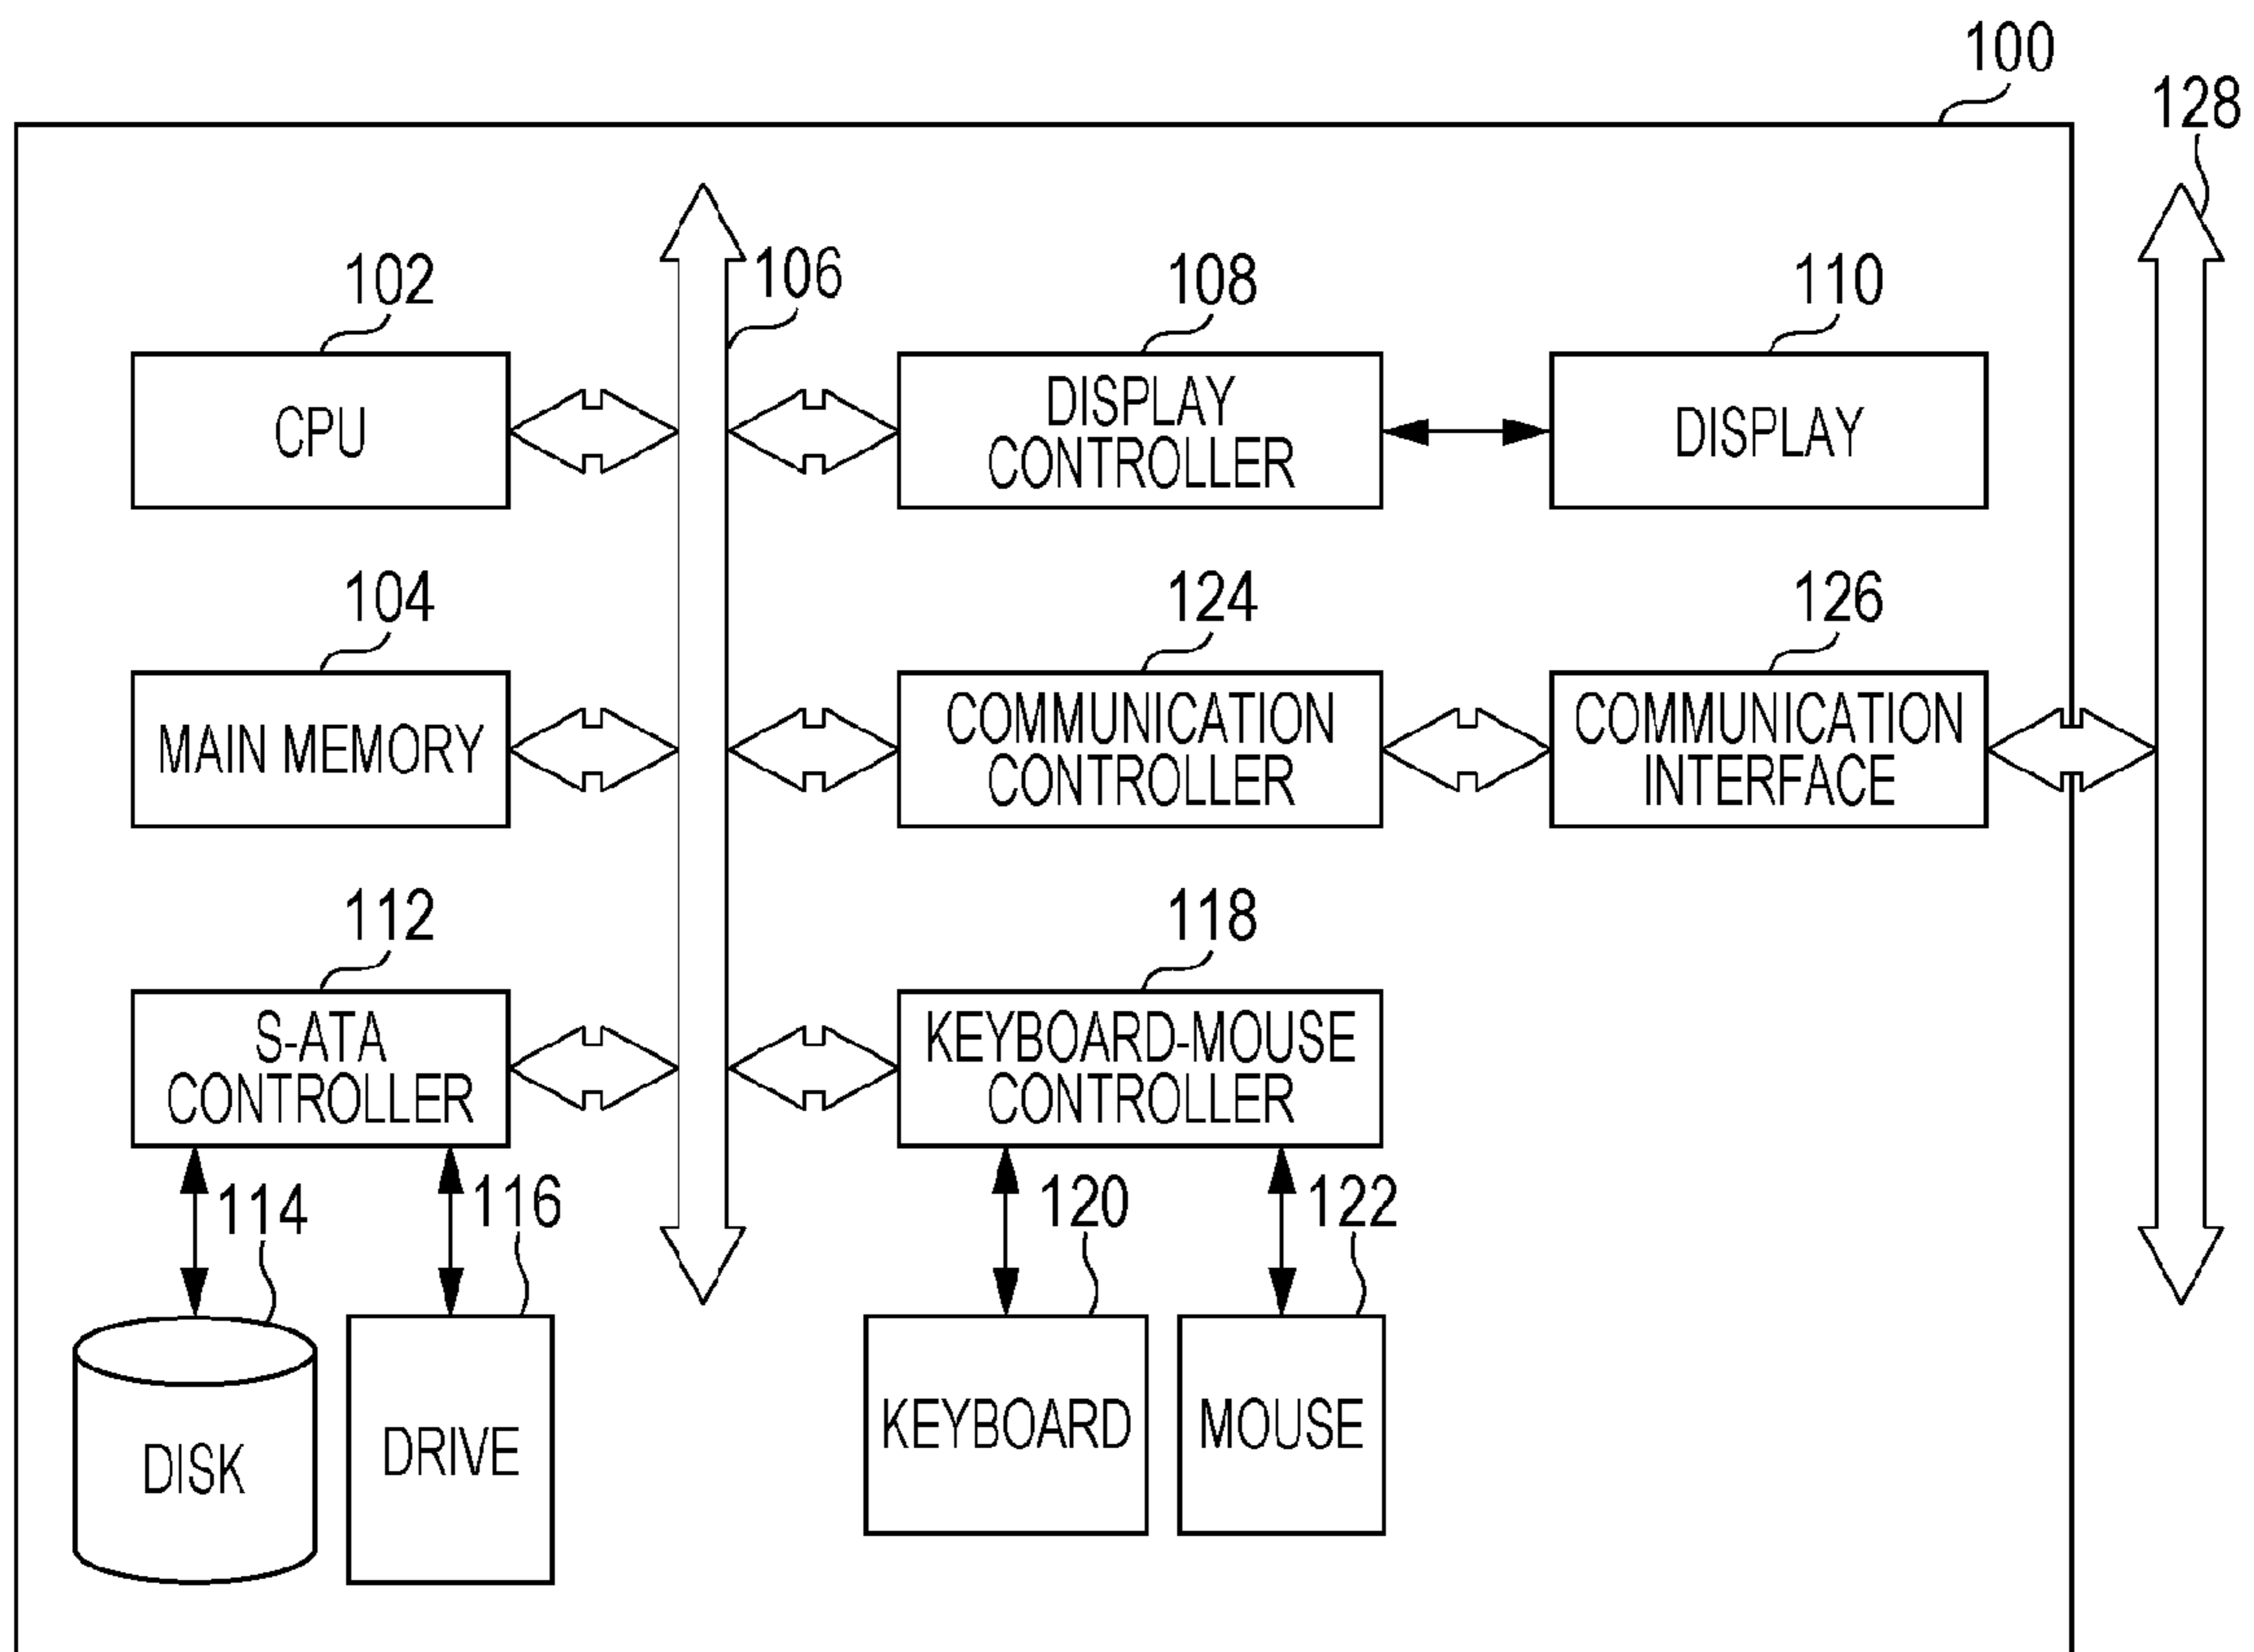 100
128
102
106
108
110
CPU
DISPLAY
CONTROLLER
DISPLAY
104
124
126
MAIN MEMORY
COMMUNICATION
CONTROLLER
COMMUNICATION
INTERFACE
112
118
S-ATA
CONTROLLER
KEYBOARD-MOUSE
CONTROLLER
114
116
120
122
DISK
DRIVE
KEYBOARD
MOUSE